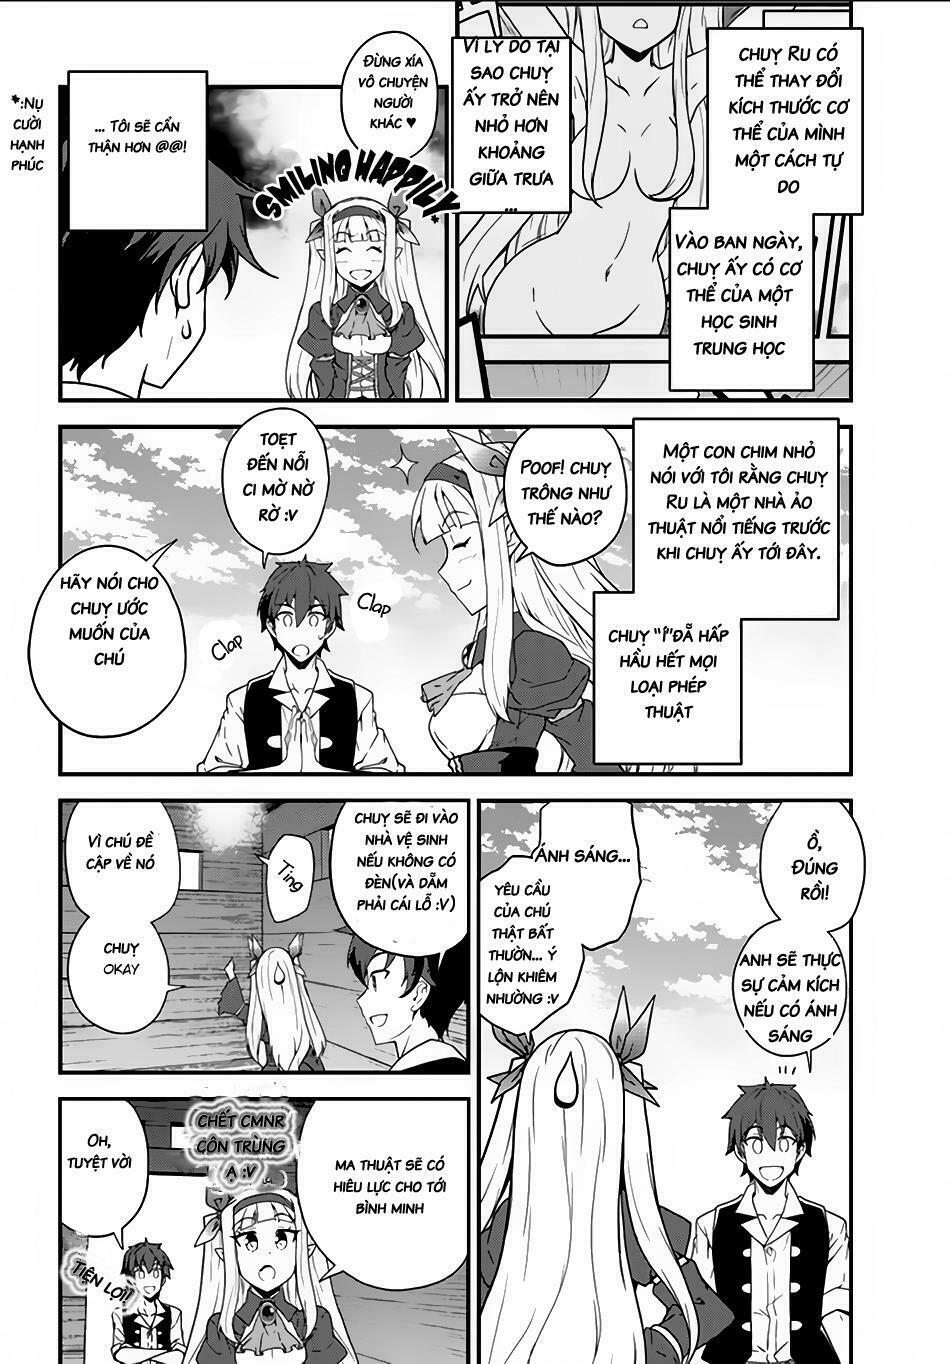 CHUỴ RU CÓ
THỂ THAY ĐỔI
KÍCH THƯỚC CƠ
THỂ CỦA MÌNH
MỘT CÁCH TỰ
DO
VÀO BAN NGÀY,
CHUỴ ẤY CÓ CƠ
THỂ CỦA MỘT
HỌC SINH
TRUNG HỌC
VÌ LÝ DO TẠI
SAO CHUỴ
ẤY TRỞ NÊN
NHỎ HƠN
KHOẢNG
GIỮA TRƯA
...
ĐỪNG XÍA
VÔ CHUYỆN
NGƯỜI
KHÁC ♥
SMILING HAPPILY*
... TÔI SẼ CẨN
THẬN HƠN @@!
*:NỤ
CƯỜI
HẠNH
PHÚC
MỘT CON CHIM NHỎ
NÓI VỚI TÔI RẰNG CHUỴ
RU LÀ MỘT NHÀ ẢO
THUẬT NỔI TIẾNG TRƯỚC
KHI CHUỴ ẤY TỚI ĐÂY.
CHUỴ "Í"ĐÃ HẤP
HẦU HẾT MỌI
LOẠI PHÉP
THUẬT
POOF! CHUỴ
TRÔNG NHƯ
THẾ NÀO?
TOẸT
ĐẾN NỖI
CI MỜ NỜ
RỜ :V
Clap
Clap
HÃY NÓI CHO
CHUỴ ƯỚC
MUỐN CỦA
CHÚ
Ồ,
ĐÚNG
RỒI!
ANH SẼ THỰC
SỰ CẢM KÍCH
NẾU CÓ ÁNH
SÁNG
ÁNH SÁNG...
YÊU CẦU
CỦA CHÚ
THẬT BẤT
THƯỜN... Ý
LỘN KHIÊM
NHƯỜNG :V
CHUỴ SẼ ĐI VÀO
NHÀ VỆ SINH
NẾU KHÔNG CÓ
ĐÈN(VÀ DẪM
PHẢI CÁI LỖ :V)
Ting
VÌ CHÚ ĐỀ
CẬP VỀ NÓ
CHUỴ
OKAY
MA THUẬT SẼ CÓ
HIỆU LỰC CHO TỚI
BÌNH MINH
CHẾT CMNR
CÔN TRÙNG
Ạ :V
OH,
TUYỆT VỜI
TIỆN LỢI!